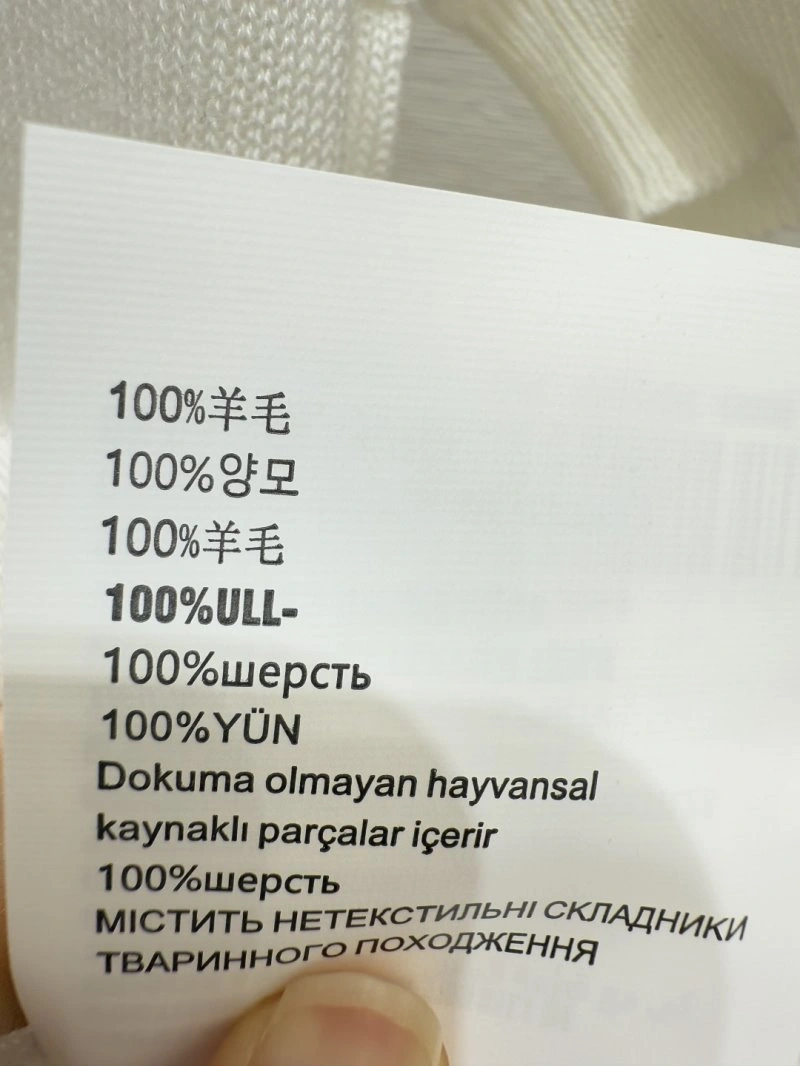 100%羊毛
100%양모
100%羊毛
100%ULL-
100%шерсть
100%YÜN
Dokuma olmayan hayvansal
kaynaklı parçalar içerir
100%шерсть
МІСТИТЬ НЕТЕКСТИЛЬНІ СКЛАДНИКИ
ТВАРИННОГО ПОХОДЖЕННЯ